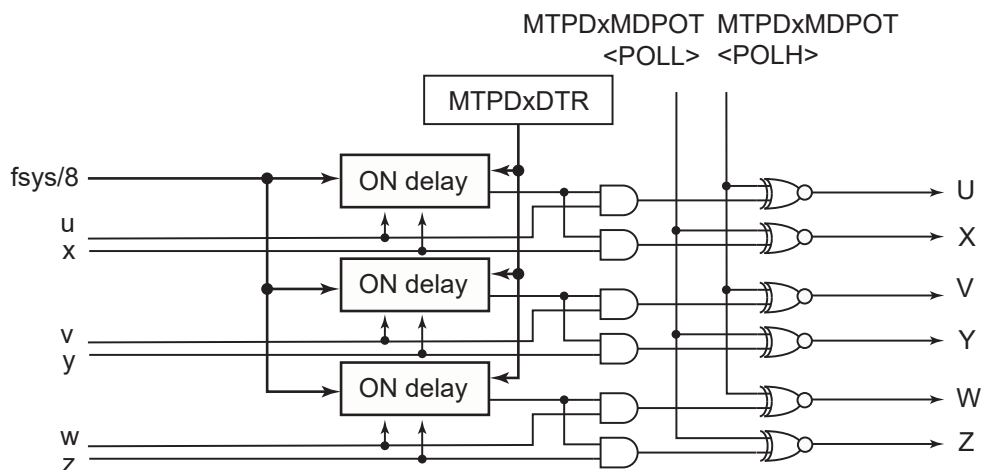 MTPDxMDPOT MTPDxMDPOT
<POLL> <POLH>
MTPDxDTR
fsys/8
ON delay
u
x
U
X
ON delay
v
y
V
Y
ON delay
w
z
W
Z